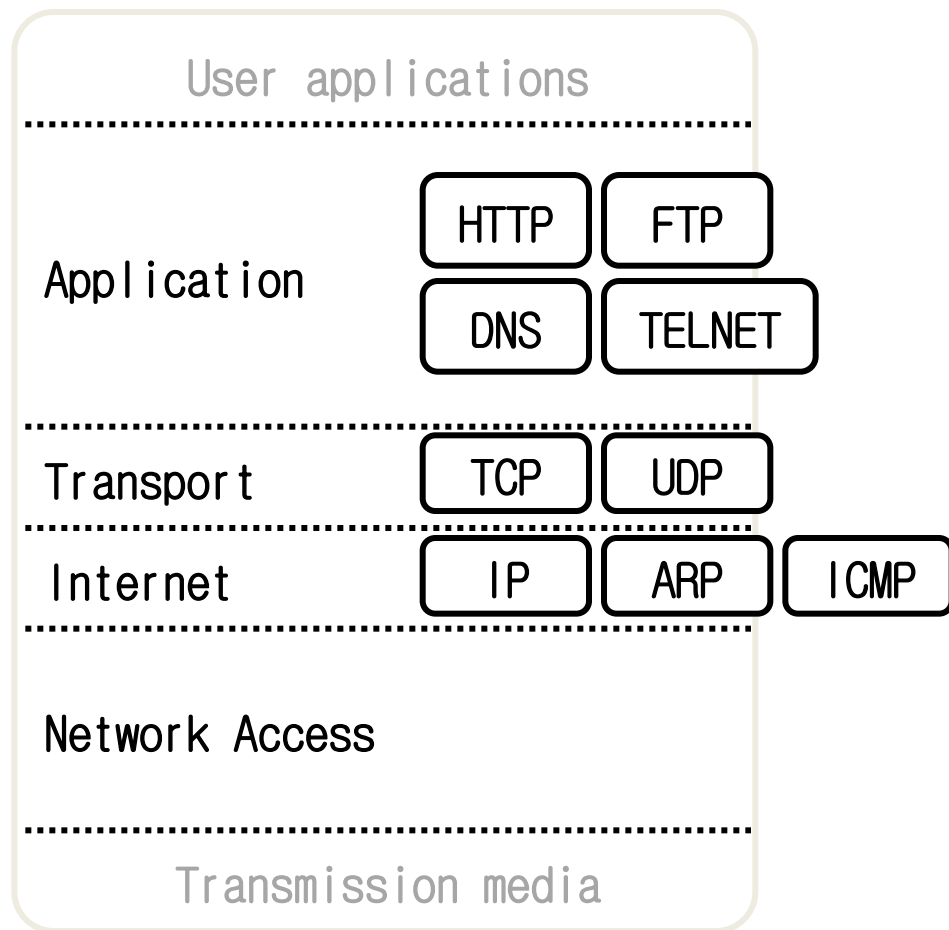 User applications
HTTP FTP
Application
DNS TELNET
Transport TCP UDP
Internet IP ARP ICMP
Network Access
Transmission media